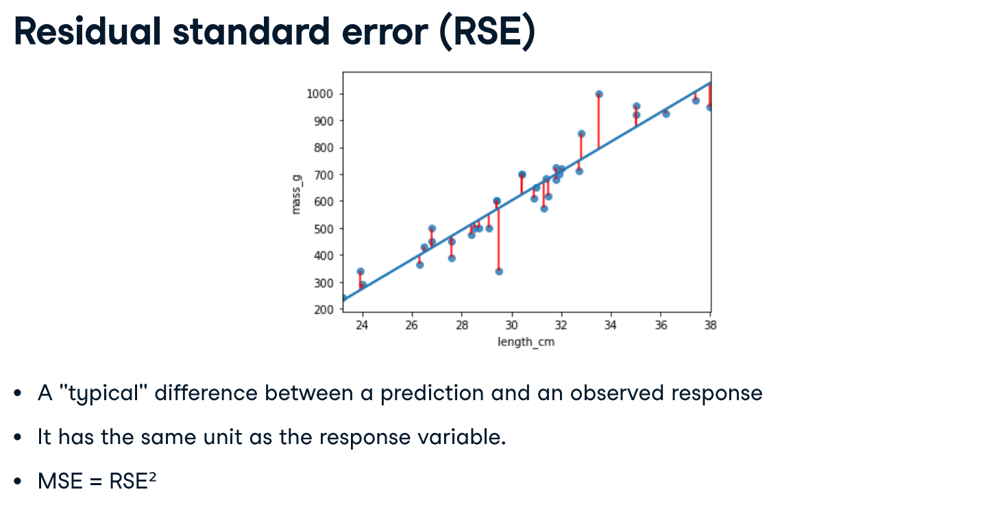 Residual standard error (RSE)
1000
900
800
700
600
500
400
300
200
mass_g
24 26 28 30 32 34 36 38
length_cm
• A "typical" difference between a prediction and an observed response
• It has the same unit as the response variable.
• MSE = RSE²